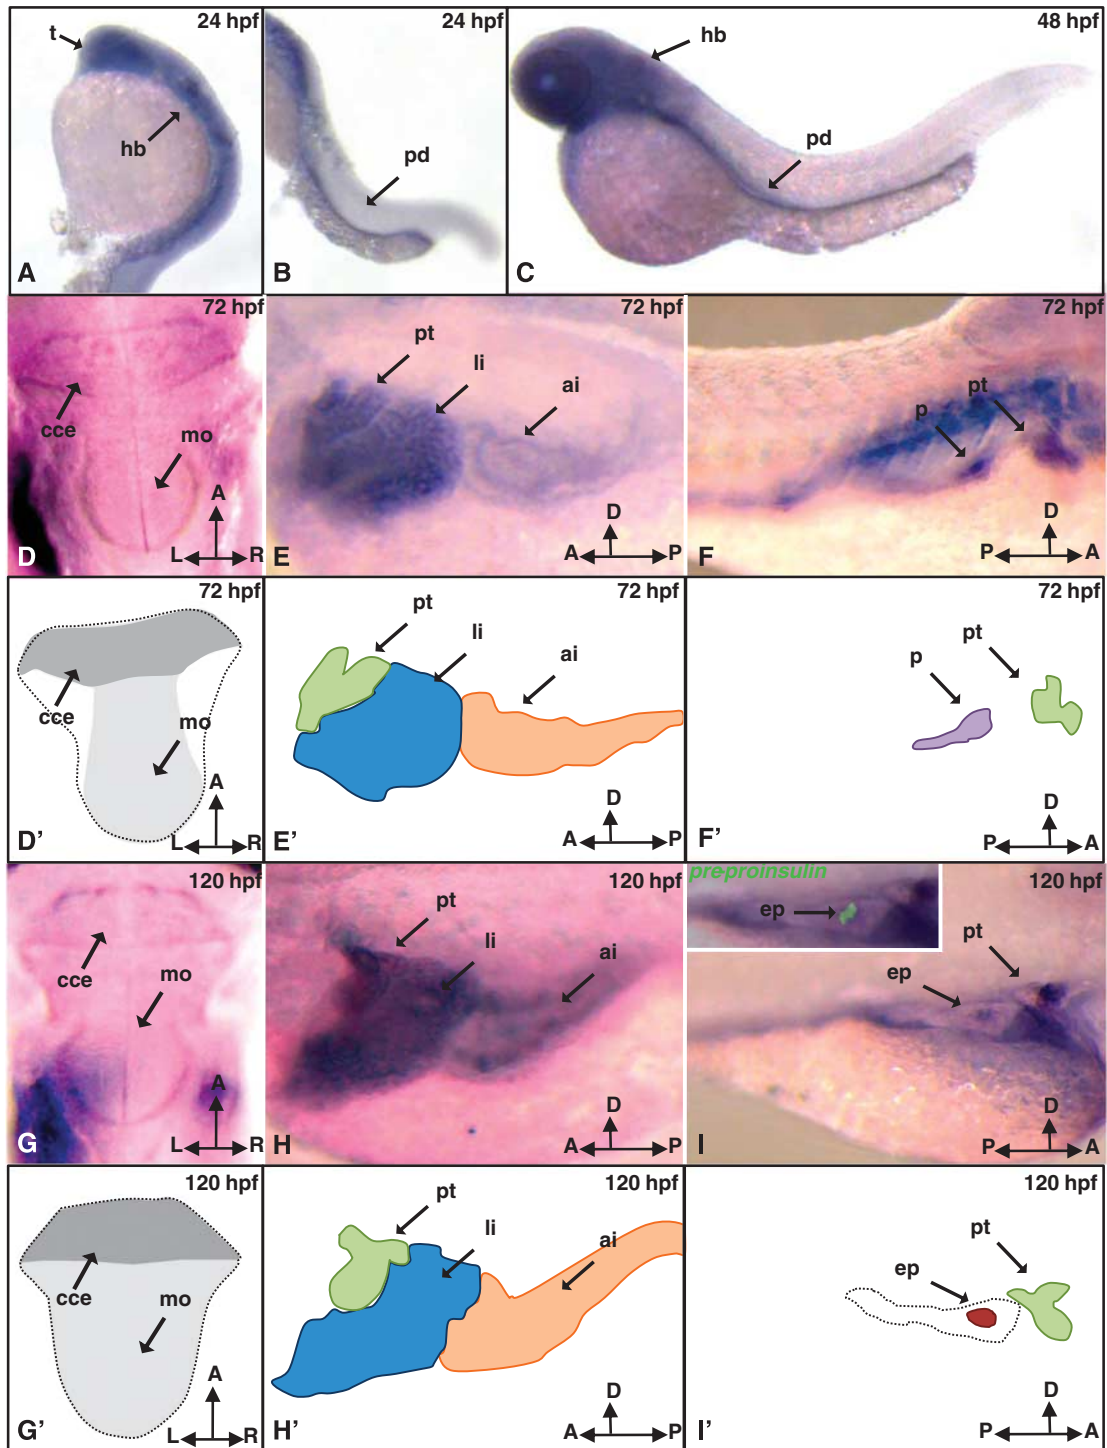 24 hpf
t
hb
A
24 hpf
pd
B
48 hpf
hb
pd
C
72 hpf
cce
mo
A
L R
D
72 hpf
pt
li
ai
D
A P
E
72 hpf
pt
p
D
P A
F
72 hpf
cce
mo
A
L R
D’
72 hpf
pt
li
ai
D
A P
E’
72 hpf
pt
p
D
P A
F’
120 hpf
cce
mo
A
L R
G
120 hpf
pt
li
ai
D
A P
H
pre-proinsulin
ep
120 hpf
pt
ep
D
P A
I
120 hpf
cce
mo
A
L R
G’
120 hpf
pt
li
ai
D
A P
H’
120 hpf
pt
ep
D
P A
I’